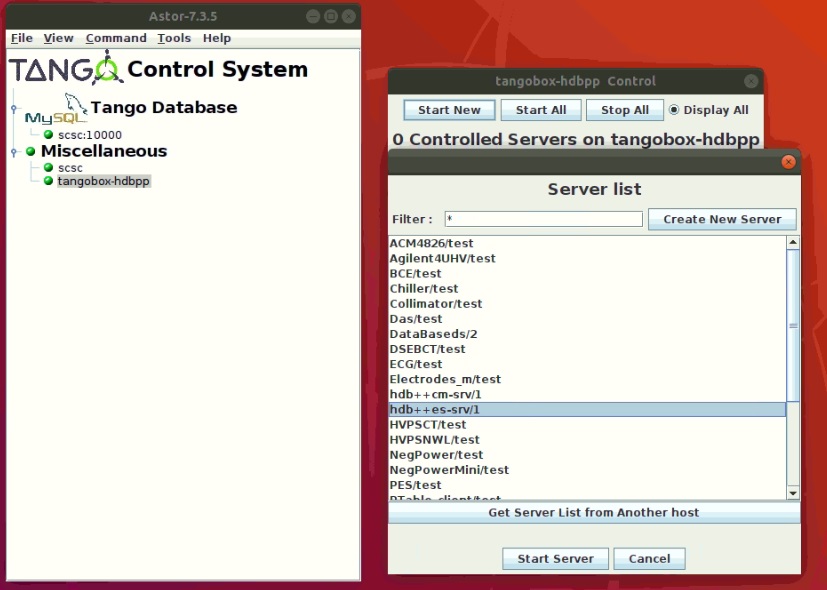 Astor-7.3.5
File View Command Tools Help
TANGO Control System
MySQL Tango Database
scsc:10000
Miscellaneous
scsc
tangobox-hdbpp
tangobox-hdbpp Control
Start New Start All Stop All Display All
0 Controlled Servers on tangobox-hdbpp
Server list
Filter : * Create New Server
ACM4826/test
Agilent4UHV/test
BCE/test
Chiller/test
Collimator/test
Das/test
DataBaseds/2
DSEBCT/test
ECG/test
Electrodes_m/test
hdb++cm-srv/1
hdb++es-srv/1
HVPSCT/test
HVPSNWL/test
NegPower/test
NegPowerMini/test
PES/test
PTable_client/test
Get Server List from Another host
Start Server Cancel